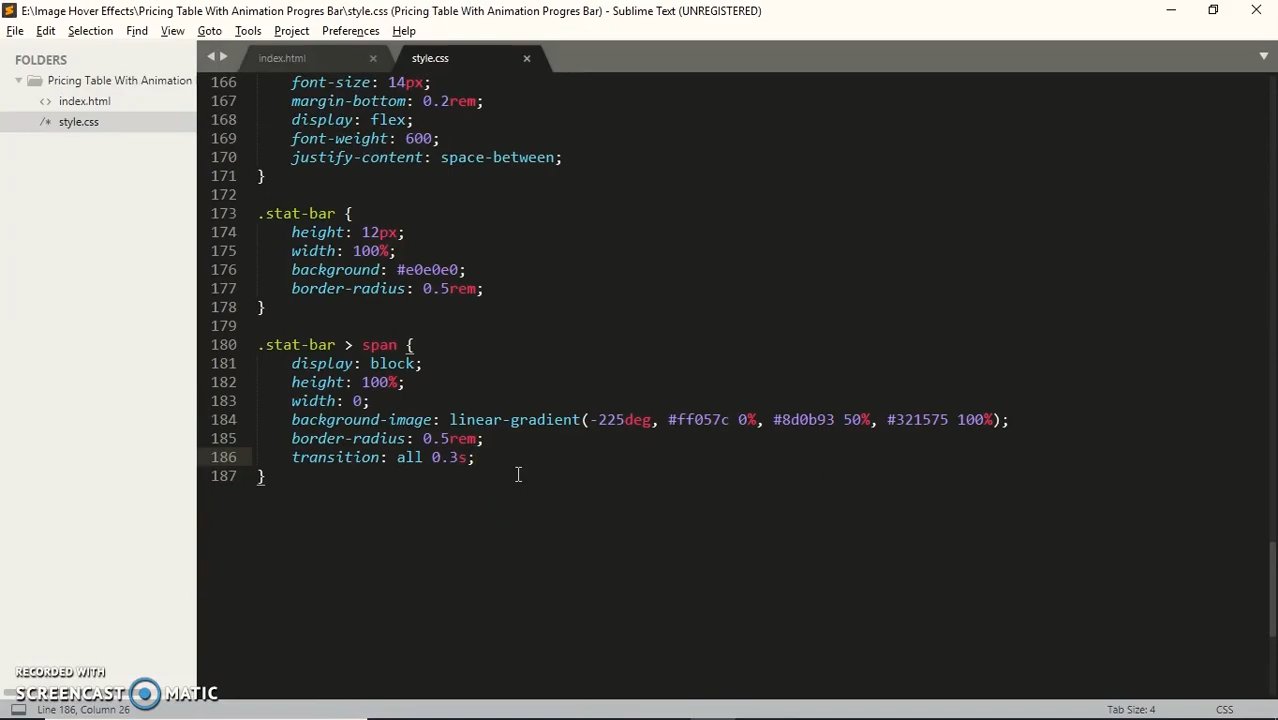 E:\Image Hover Effects\Pricing Table With Animation Progres Bar\style.css (Pricing Table With Animation Progres Bar) - Sublime Text (UNREGISTERED)
File Edit Selection Find View Goto Tools Project Preferences Help
FOLDERS
Pricing Table With Animation
index.html
style.css
index.html
style.css
166 font-size: 14px;
167 margin-bottom: 0.2rem;
168 display: flex;
169 font-weight: 600;
170 justify-content: space-between;
171 }
172
173 .stat-bar {
174 height: 12px;
175 width: 100%;
176 background: #e0e0e0;
177 border-radius: 0.5rem;
178 }
179
180 .stat-bar > span {
181 display: block;
182 height: 100%;
183 width: 0;
184 background-image: linear-gradient(-225deg, #ff057c 0%, #8d0b93 50%, #321575 100%);
185 border-radius: 0.5rem;
186 transition: all 0.3s;
187 }
RECORDED WITH
SCREENCAST MATIC
Line 186, Column 26 Tab Size: 4 CSS